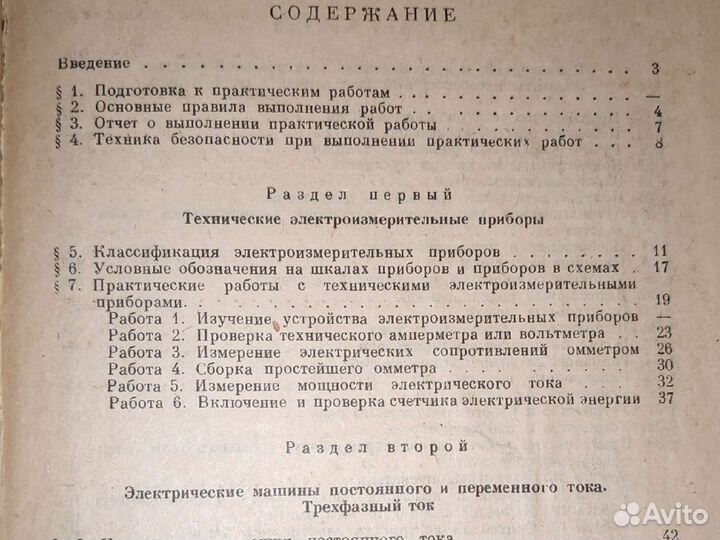 СОДЕРЖАНИЕ
Введение . . . . . . . . . . . . . . . . . . . . . . . . . 3
§ 1. Подготовка к практическим работам . . . . . . . . . . . —
§ 2. Основные правила выполнения работ . . . . . . . . . . . 4
§ 3. Отчет о выполнении практической работы . . . . . . . . . 7
§ 4. Техника безопасности при выполнении практических работ . . . 8
Раздел первый
Технические электроизмерительные приборы
§ 5. Классификация электроизмерительных приборов . . . . . . . . 11
§ 6. Условные обозначения на шкалах приборов и приборов в схемах . 17
§ 7. Практические работы с техническими электроизмерительными
приборами. . . . . . . . . . . . . . . . . . . . . . . . 19
Работа 1. Изучение устройства электроизмерительных приборов —
Работа 2. Проверка технического амперметра или вольтметра . . 23
Работа 3. Измерение электрических сопротивлений омметром 26
Работа 4. Сборка простейшего омметра . . . . . . . . . . 30
Работа 5. Измерение мощности электрического тока . . . . 32
Работа 6. Включение и проверка счетчика электрической энергии 37
Раздел второй
Электрические машины постоянного и переменного тока.
Трехфазный ток
постоянного тока 42
Avito